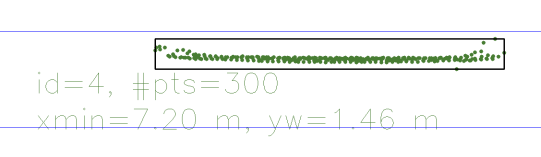 id=4, #pts=300
xmin=7.20 m, yw=1.46 m